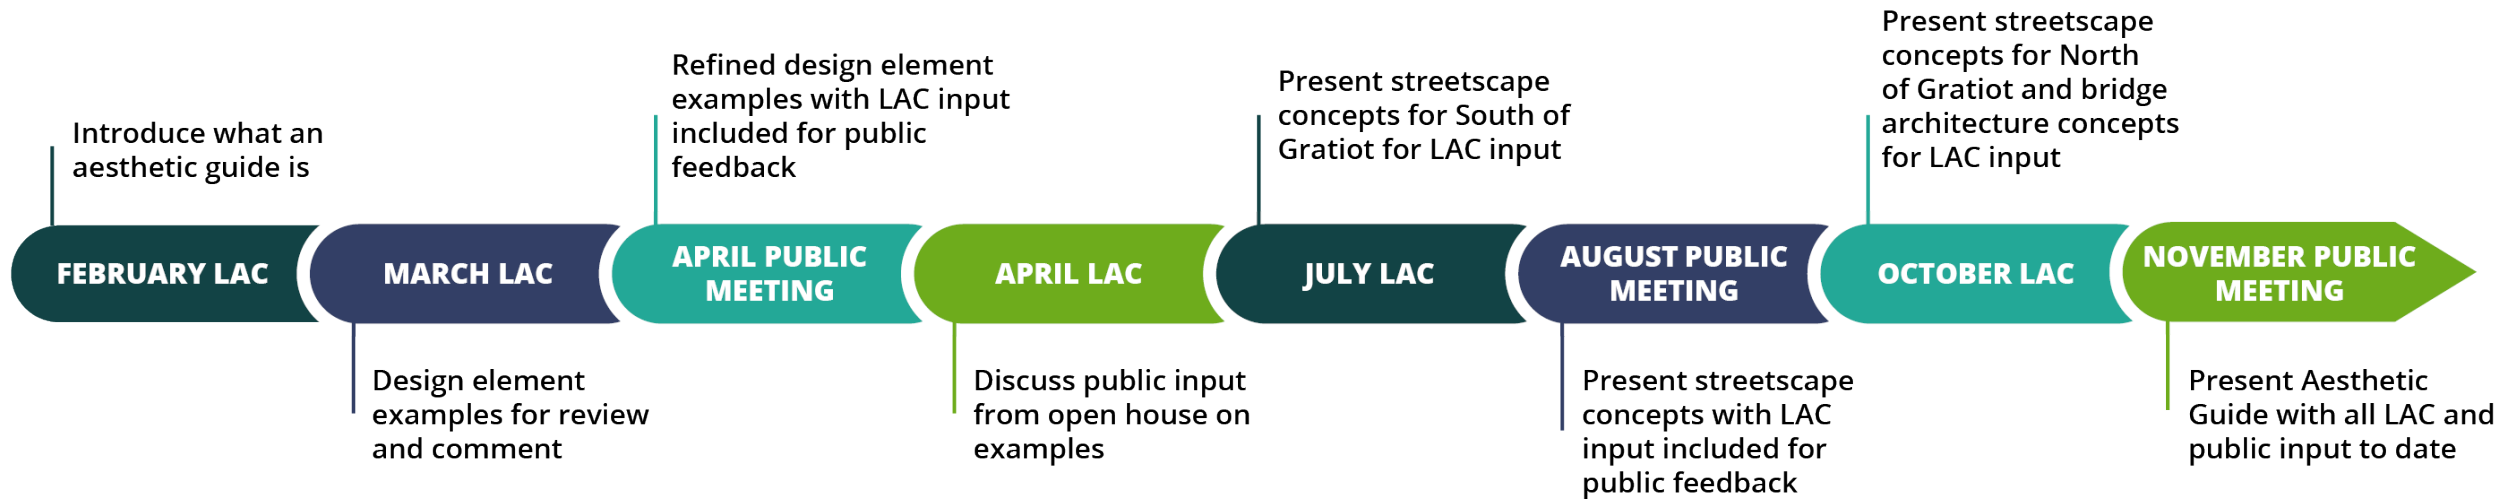 Introduce what an
aesthetic guide is
FEBRUARY LAC
MARCH LAC
Design element
examples for review
and comment
Refined design element
examples with LAC input
included for public
feedback
APRIL PUBLIC
MEETING
APRIL LAC
Discuss public input
from open house on
examples
Present streetscape
concepts for South of
Gratiot for LAC input
JULY LAC
AUGUST PUBLIC
MEETING
Present streetscape
concepts with LAC
input included for
public feedback
Present streetscape
concepts for North
of Gratiot and bridge
architecture concepts
for LAC input
OCTOBER LAC
NOVEMBER PUBLIC
MEETING
Present Aesthetic
Guide with all LAC and
public input to date